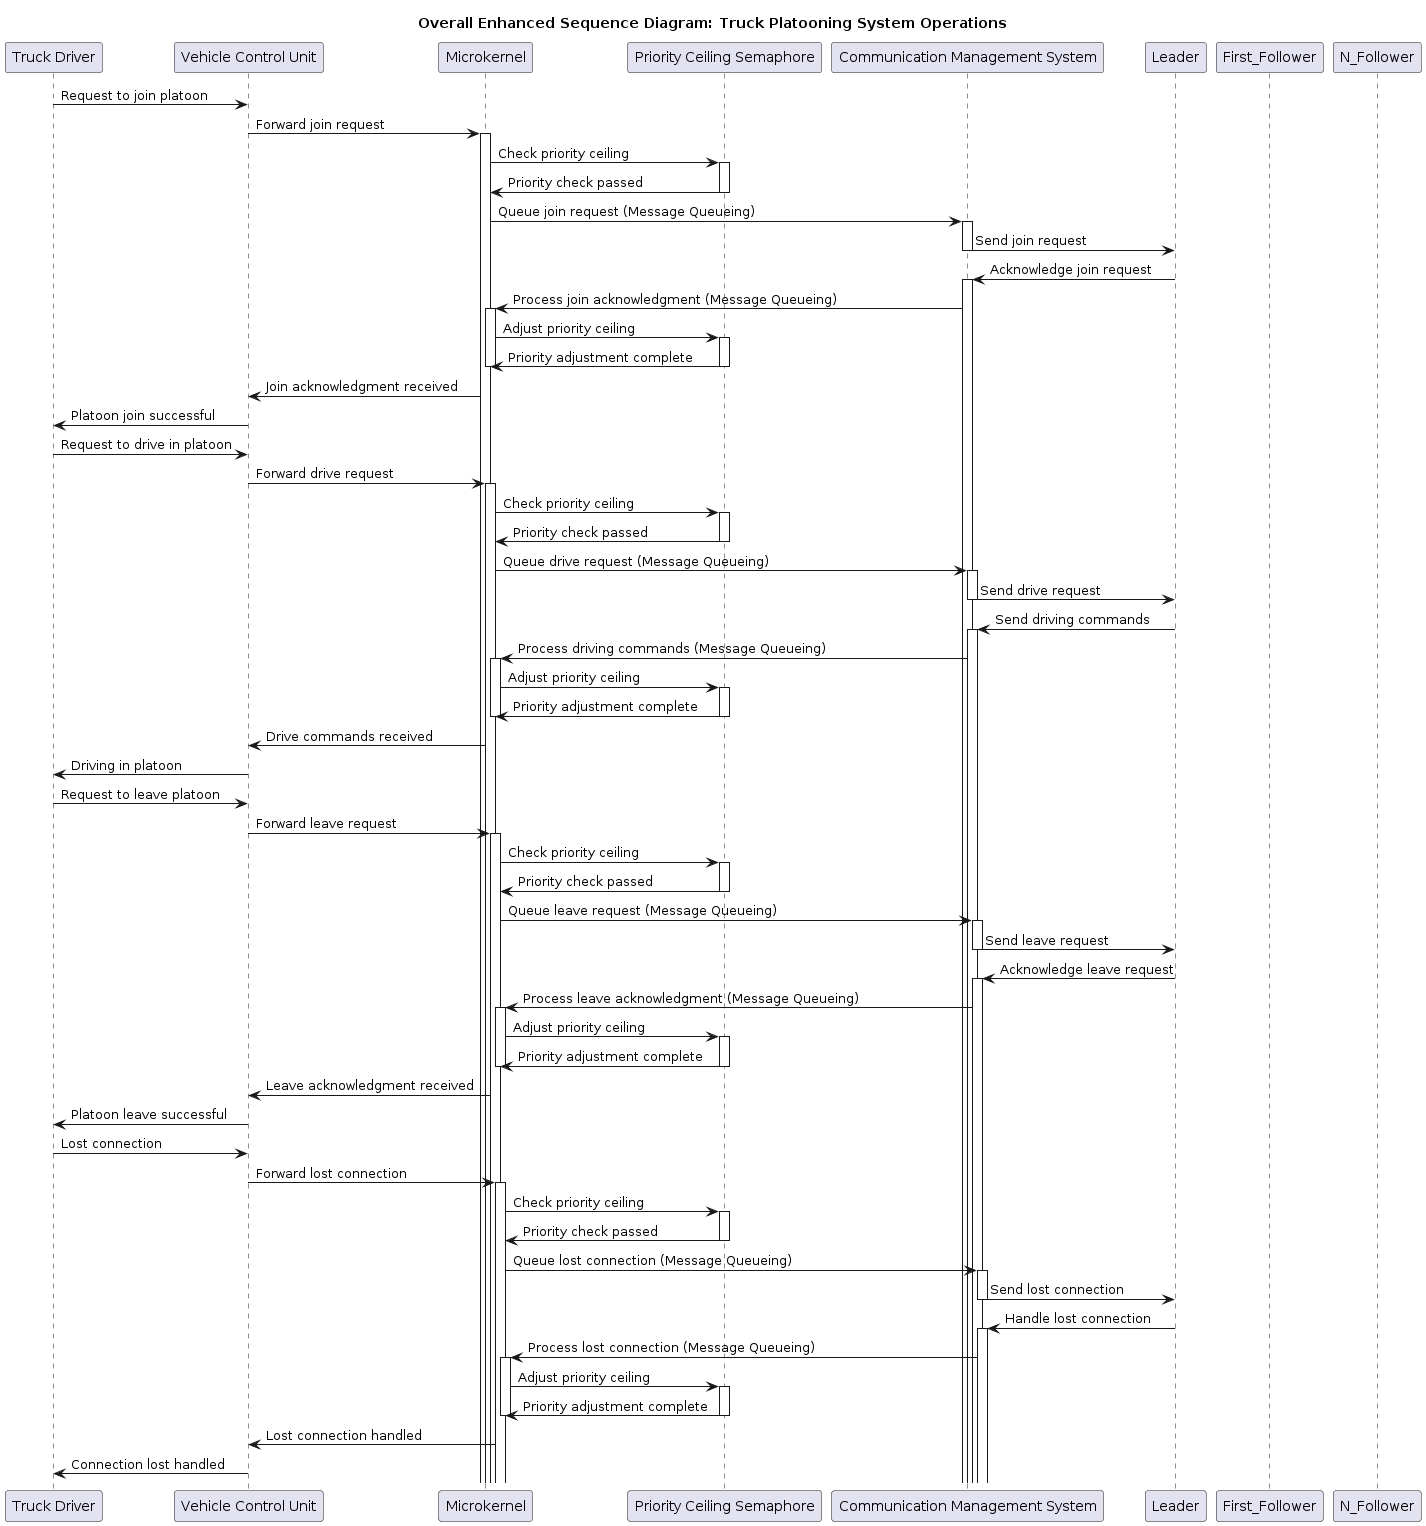 Overall Enhanced Sequence Diagram: Truck Platooning System Operations
Truck Driver
Vehicle Control Unit
Microkernel
Priority Ceiling Semaphore
Communication Management System
Leader
First_Follower
N_Follower
Request to join platoon
Forward join request
Check priority ceiling
Priority check passed
Queue join request (Message Queueing)
Send join request
Acknowledge join request
Process join acknowledgment (Message Queueing)
Adjust priority ceiling
Priority adjustment complete
Join acknowledgment received
Platoon join successful
Request to drive in platoon
Forward drive request
Check priority ceiling
Priority check passed
Queue drive request (Message Queueing)
Send drive request
Send driving commands
Process driving commands (Message Queueing)
Adjust priority ceiling
Priority adjustment complete
Drive commands received
Driving in platoon
Request to leave platoon
Forward leave request
Check priority ceiling
Priority check passed
Queue leave request (Message Queueing)
Send leave request
Acknowledge leave request
Process leave acknowledgment (Message Queueing)
Adjust priority ceiling
Priority adjustment complete
Leave acknowledgment received
Platoon leave successful
Lost connection
Forward lost connection
Check priority ceiling
Priority check passed
Queue lost connection (Message Queueing)
Send lost connection
Handle lost connection
Process lost connection (Message Queueing)
Adjust priority ceiling
Priority adjustment complete
Lost connection handled
Connection lost handled
Truck Driver
Vehicle Control Unit
Microkernel
Priority Ceiling Semaphore
Communication Management System
Leader
First_Follower
N_Follower